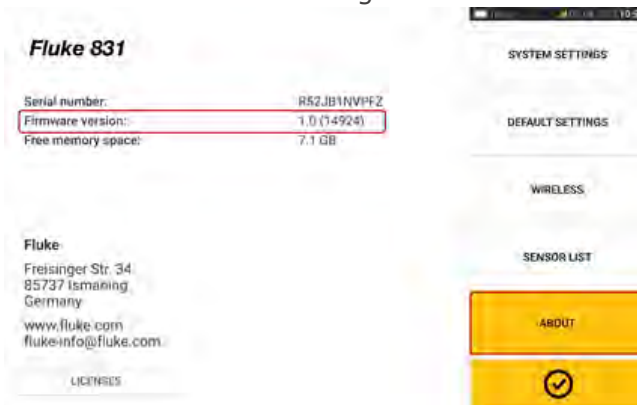 Fluke 831
Serial number:
Firmware version: 1.0 (14924)
Free memory space: 7.1 GB
Fluke
Freisinger Str. 34
85737 Ismaning
Germany
www.fluke.com
fluke-info@fluke.com
LICENSES
SYSTEM SETTINGS
DEFAULT SETTINGS
WIRELESS
SENSOR LIST
ABOUT